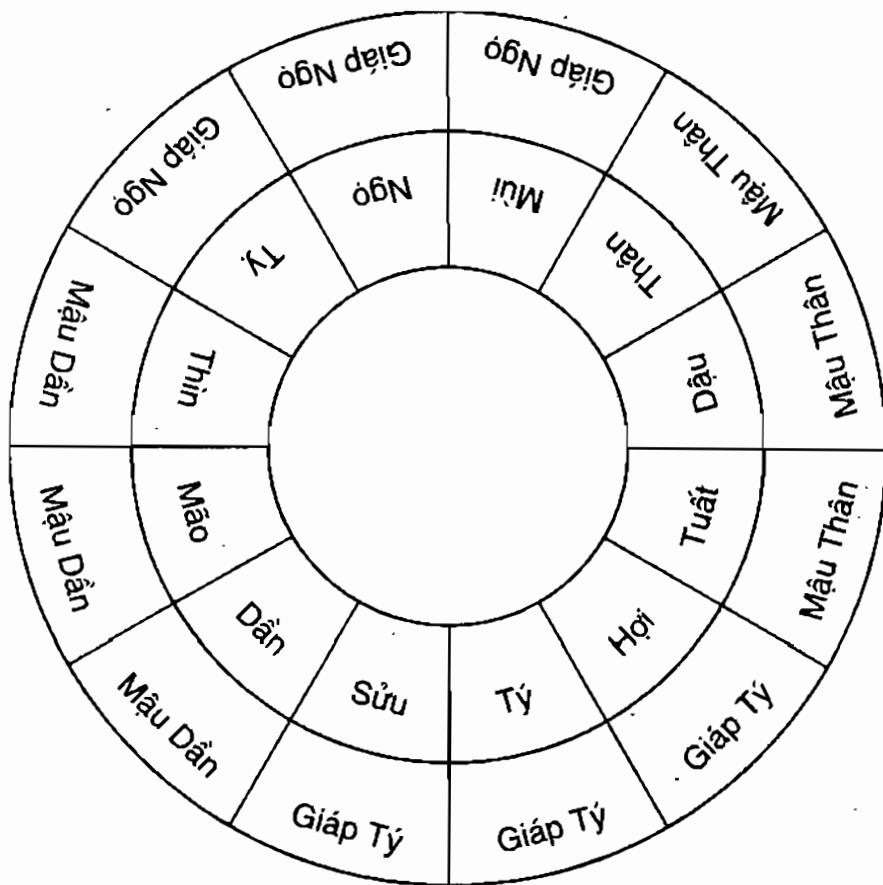 Giáp Ngọ
Giáp Ngọ
Mậu Thân
Mậu Thân
Mậu Thân
Giáp Tý
Giáp Tý
Giáp Tý
Mậu Dần
Mậu Dần
Mậu Dần
Giáp Ngọ
Ngọ
Mùi
Thân
Dậu
Tuất
Hợi
Tý
Sửu
Dần
Mão
Thìn
Tỵ